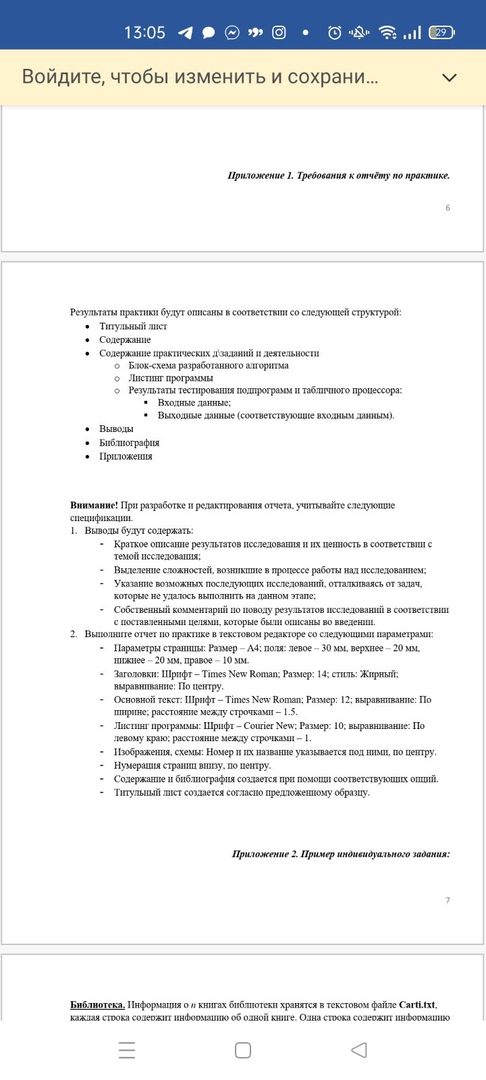 13:05
29
Войдите, чтобы изменить и сохрани...
Приложение 1. Требования к отчёту по практике.
6
Результаты практики будут описаны в соответствии со следующей структурой:
• Титульный лист
• Содержание
• Содержание практических д\заданий и деятельности
o Блок-схема разработанного алгоритма
o Листинг программы
o Результаты тестирования подпрограмм и табличного процессора:
▪ Входные данные;
▪ Выходные данные (соответствующие входным данным).
• Выводы
• Библиография
• Приложения
Внимание! При разработке и редактирования отчета, учитывайте следующие
спецификации.
1. Выводы будут содержать:
- Краткое описание результатов исследования и их ценность в соответствии с
темой исследования;
- Выделение сложностей, возникшие в процессе работы над исследованием;
- Указание возможных последующих исследований, отталкиваясь от задач,
которые не удалось выполнить на данном этапе;
- Собственный комментарий по поводу результатов исследований в соответствии
с поставленными целями, которые были описаны во введении.
2. Выполните отчет по практике в текстовом редакторе со следующими параметрами:
- Параметры страницы: Размер – А4; поля: левое – 30 мм, верхнее – 20 мм,
нижнее – 20 мм, правое – 10 мм.
- Заголовки: Шрифт – Times New Roman; Размер: 14; стиль: Жирный;
выравнивание: По центру.
- Основной текст: Шрифт – Times New Roman; Размер: 12; выравнивание: По
ширине; расстояние между строчками – 1.5.
- Листинг программы: Шрифт – Courier New; Размер: 10; выравнивание: По
левому краю; расстояние между строчками – 1.
- Изображения, схемы: Номер и их название указывается под ними, по центру.
- Нумерация страниц внизу, по центру.
- Содержание и библиография создается при помощи соответствующих опций.
- Титульный лист создается согласно предложенному образцу.
Приложение 2. Пример индивидуального задания:
7
Библиотека. Информация о n книгах библиотеки хранятся в текстовом файле Carti.txt,
каждая строка содержит информацию об одной книге. Одна строка содержит информацию